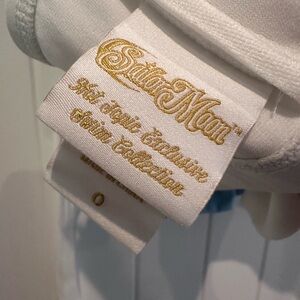 Sailor Moon™
Hot Topic Exclusive
Swim Collection
0